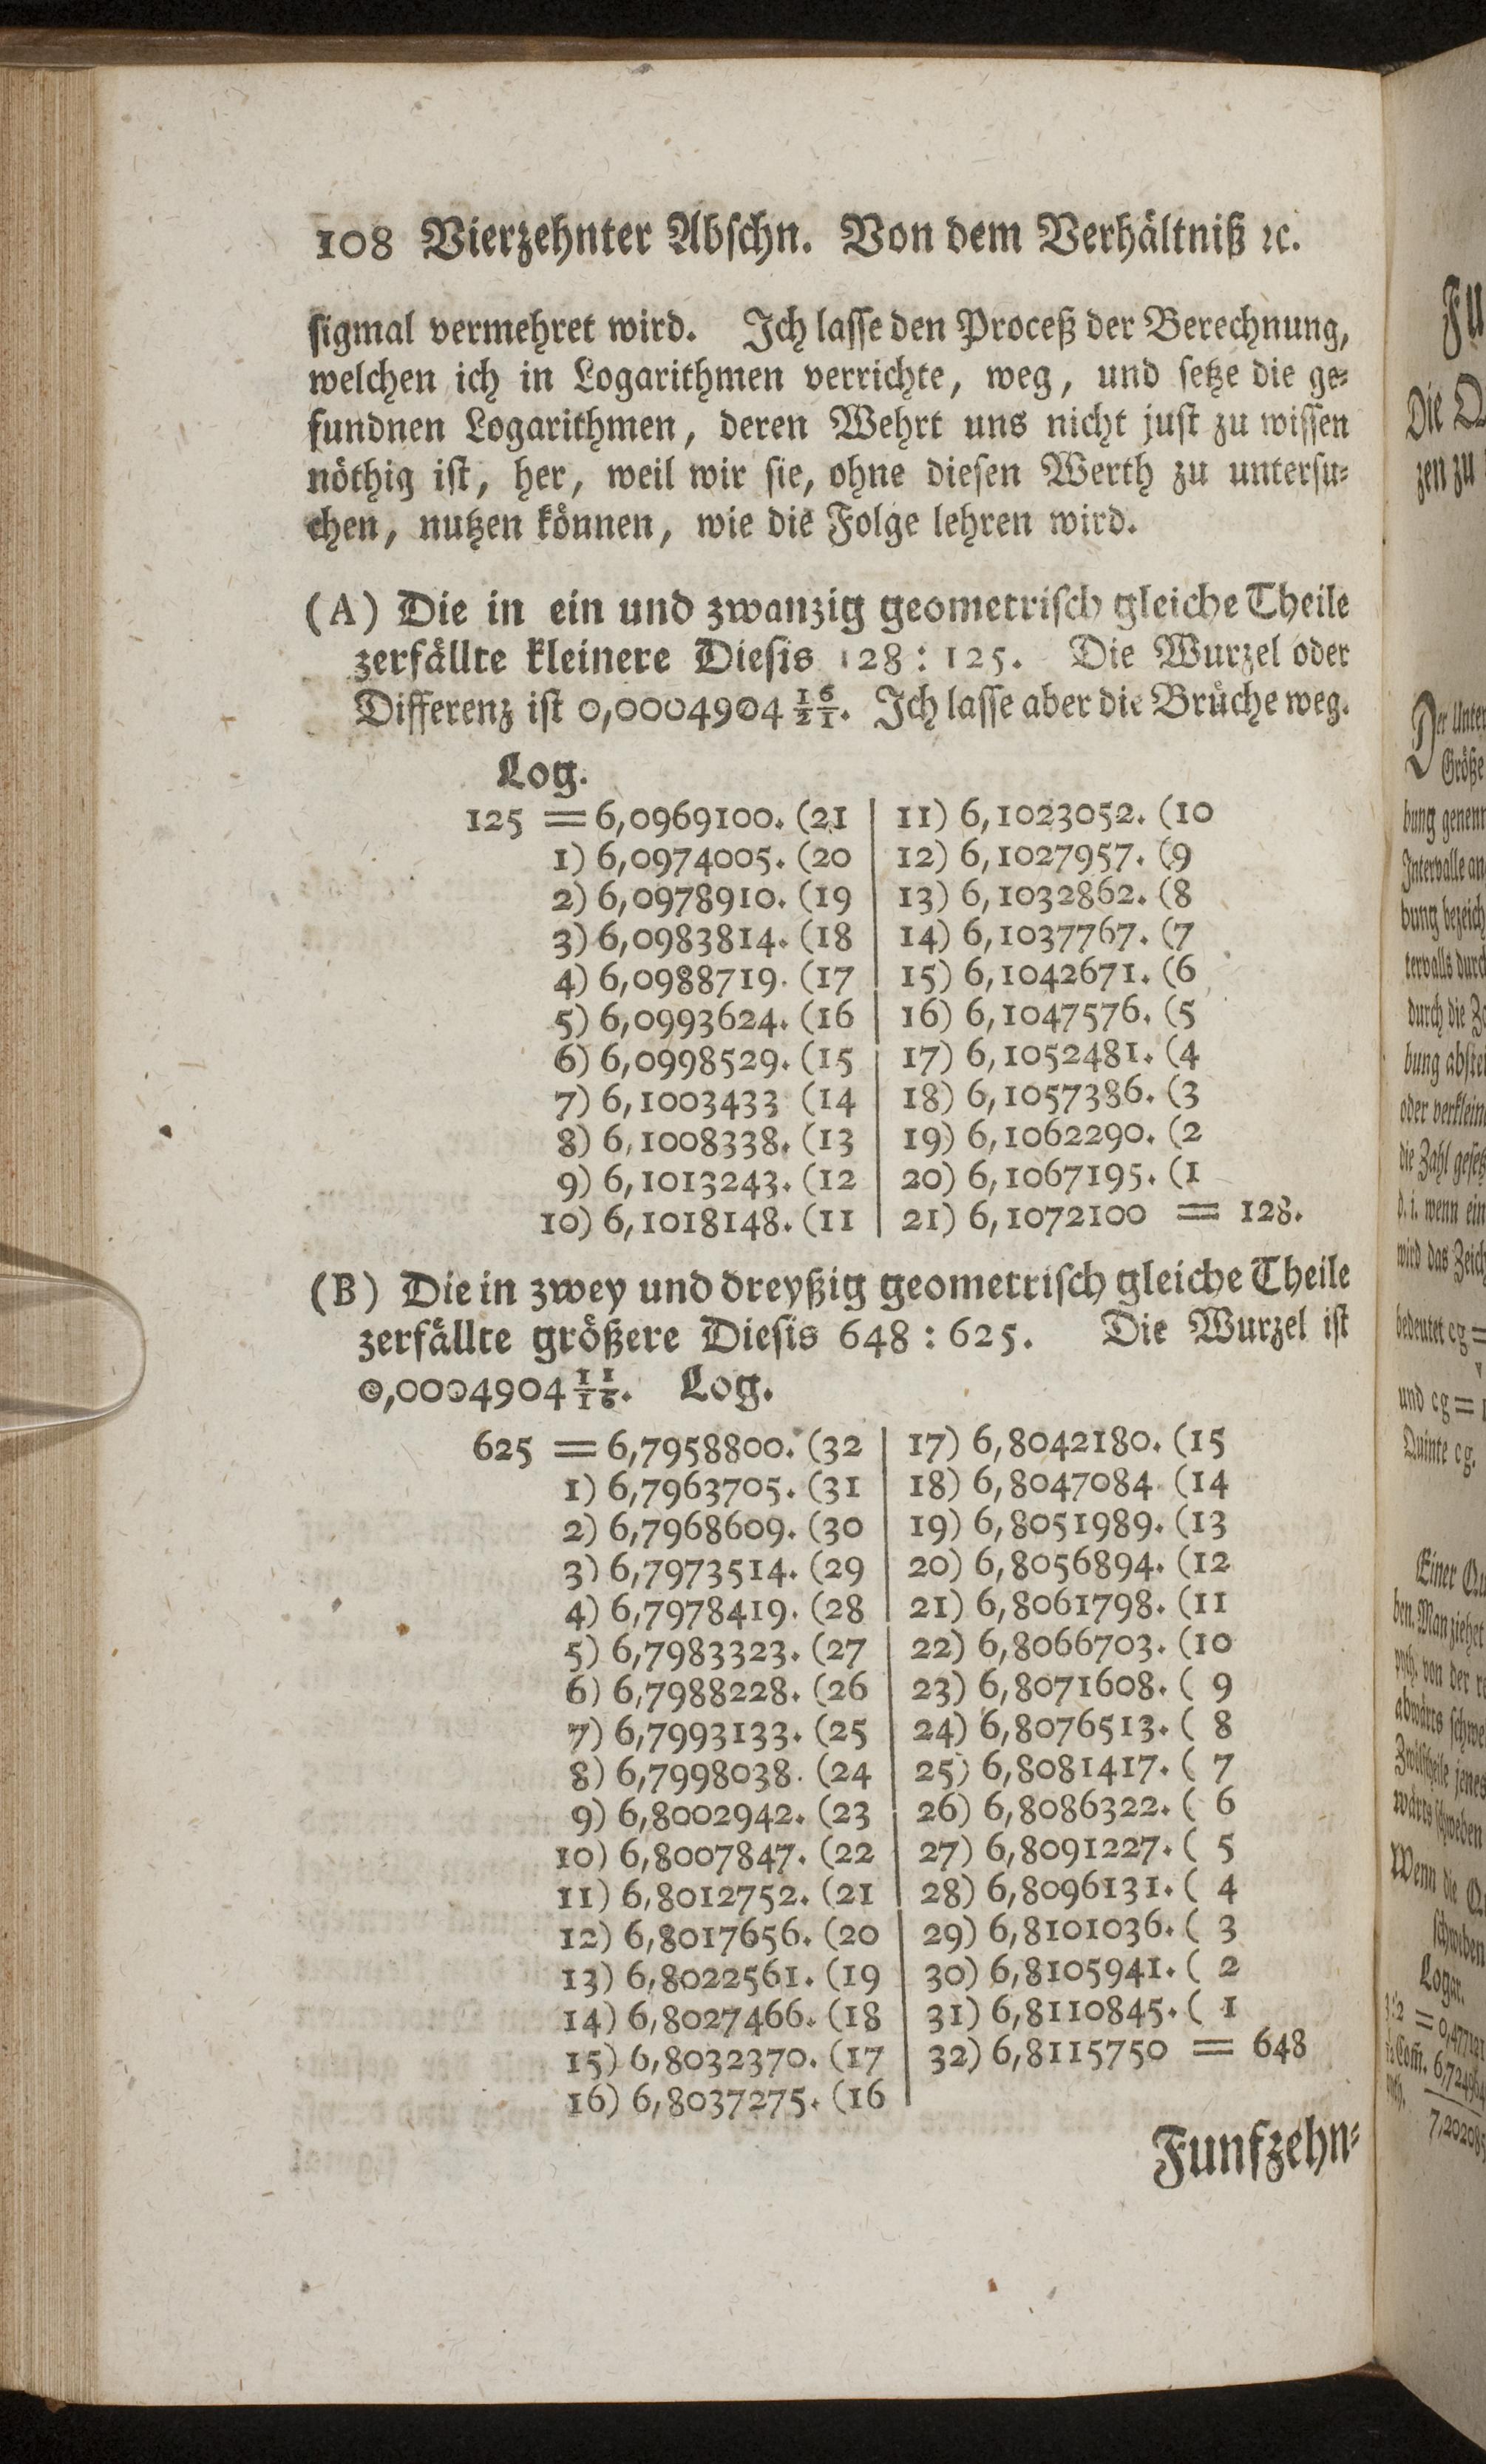 108 Vierzehnter Abschn. Von dem Verhältniß ꝛc.
sigmal vermehret wird. Ich lasse den Proceß der Berechnung,
welchen ich in Logarithmen verrichte, weg, und setze die ge-
fundnen Logarithmen, deren Wehrt uns nicht just zu wissen
nöthig ist, her, weil wir sie, ohne diesen Werth zu untersu-
chen, nutzen können, wie die Folge lehren wird.
(A) Die in ein und zwanzig geometrisch gleiche Theile
zerfällte kleinere Diesis 128 : 125. Die Wurzel oder
Differenz ist 0,0004904 16/21. Ich lasse aber die Brüche weg.
Log.
125 = 6,0969100. (21 | 11) 6,1023052. (10
1) 6,0974005. (20 | 12) 6,1027957. (9
2) 6,0978910. (19 | 13) 6,1032862. (8
3) 6,0983814. (18 | 14) 6,1037767. (7
4) 6,0988719. (17 | 15) 6,1042671. (6
5) 6,0993624. (16 | 16) 6,1047576. (5
6) 6,0998529. (15 | 17) 6,1052481. (4
7) 6,1003433 (14 | 18) 6,1057386. (3
8) 6,1008338. (13 | 19) 6,1062290. (2
9) 6,1013243. (12 | 20) 6,1067195. (1
10) 6,1018148. (11 | 21) 6,1072100 = 128.
(B) Die in zwey und dreyßig geometrisch gleiche Theile
zerfällte größere Diesis 648 : 625. Die Wurzel ist
0,0004904 11/16. Log.
625 = 6,7958800. (32 | 17) 6,8042180. (15
1) 6,7963705. (31 | 18) 6,8047084 (14
2) 6,7968609. (30 | 19) 6,8051989. (13
3) 6,7973514. (29 | 20) 6,8056894. (12
4) 6,7978419. (28 | 21) 6,8061798. (11
5) 6,7983323. (27 | 22) 6,8066703. (10
6) 6,7988228. (26 | 23) 6,8071608. ( 9
7) 6,7993133. (25 | 24) 6,8076513. ( 8
8) 6,7998038. (24 | 25) 6,8081417. ( 7
9) 6,8002942. (23 | 26) 6,8086322. ( 6
10) 6,8007847. (22 | 27) 6,8091227. ( 5
11) 6,8012752. (21 | 28) 6,8096131. ( 4
12) 6,8017656. (20 | 29) 6,8101036. ( 3
13) 6,8022561. (19 | 30) 6,8105941. ( 2
14) 6,8027466. (18 | 31) 6,8110845. ( 1
15) 6,8032370. (17 | 32) 6,8115750 = 648
16) 6,8037275. (16 |
Funfzehn-